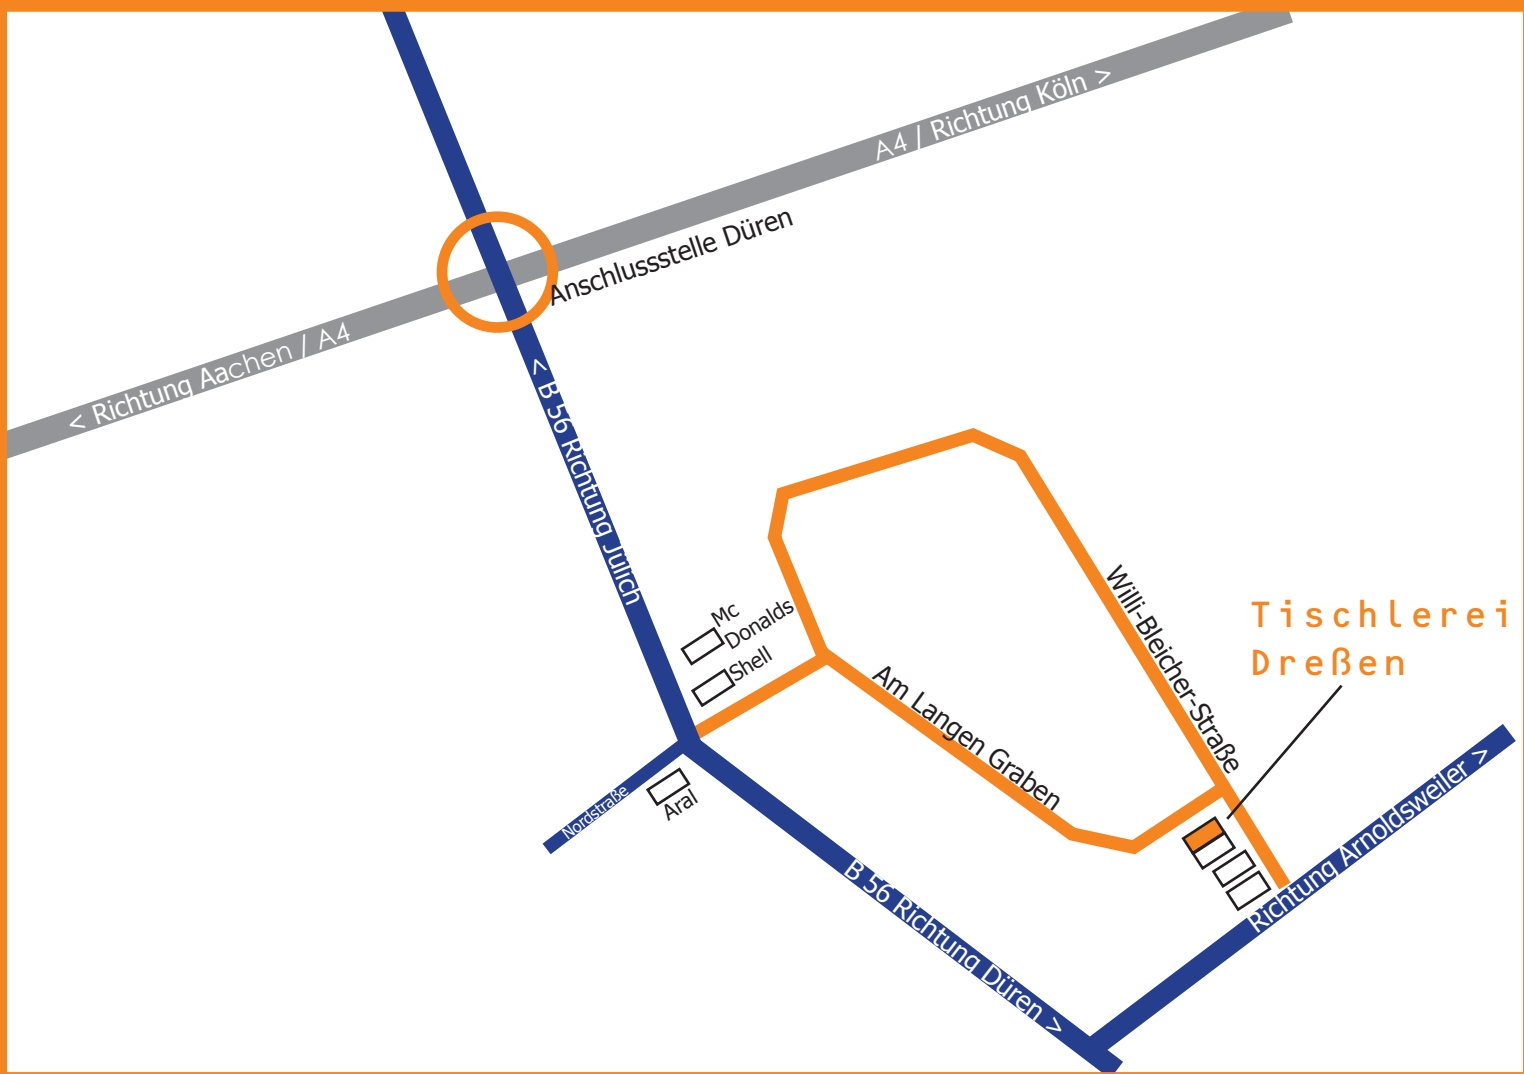 A4 / Richtung Köln >
Anschlussstelle Düren
< Richtung Aachen / A4
< B 56 Richtung Jülich
Mc
Donalds
Shell
Willi-Bleicher-Straße
Tischlerei
Dreßen
Am Langen Graben
Nordstraße
Aral
Richtung Arnoldsweiler >
B 56 Richtung Düren >